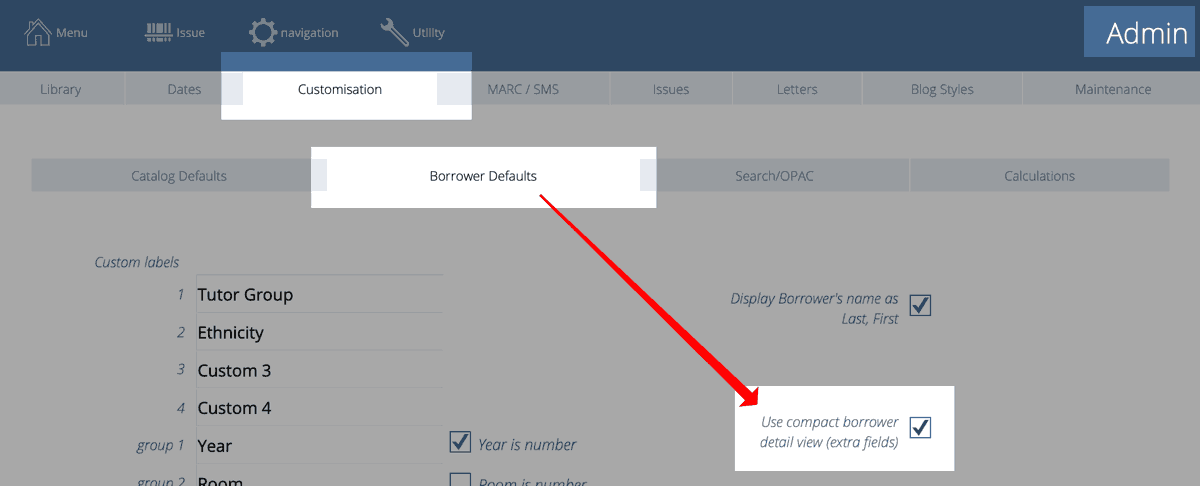 Menu
Issue
navigation
Utility
Admin
Library
Dates
Customisation
MARC / SMS
Issues
Letters
Blog Styles
Maintenance
Catalog Defaults
Borrower Defaults
Search/OPAC
Calculations
Custom labels
1 Tutor Group
2 Ethnicity
3 Custom 3
4 Custom 4
group 1 Year
Year is number
group 2 Room
Room is number
Display Borrower's name as
Last, First
Use compact borrower
detail view (extra fields)